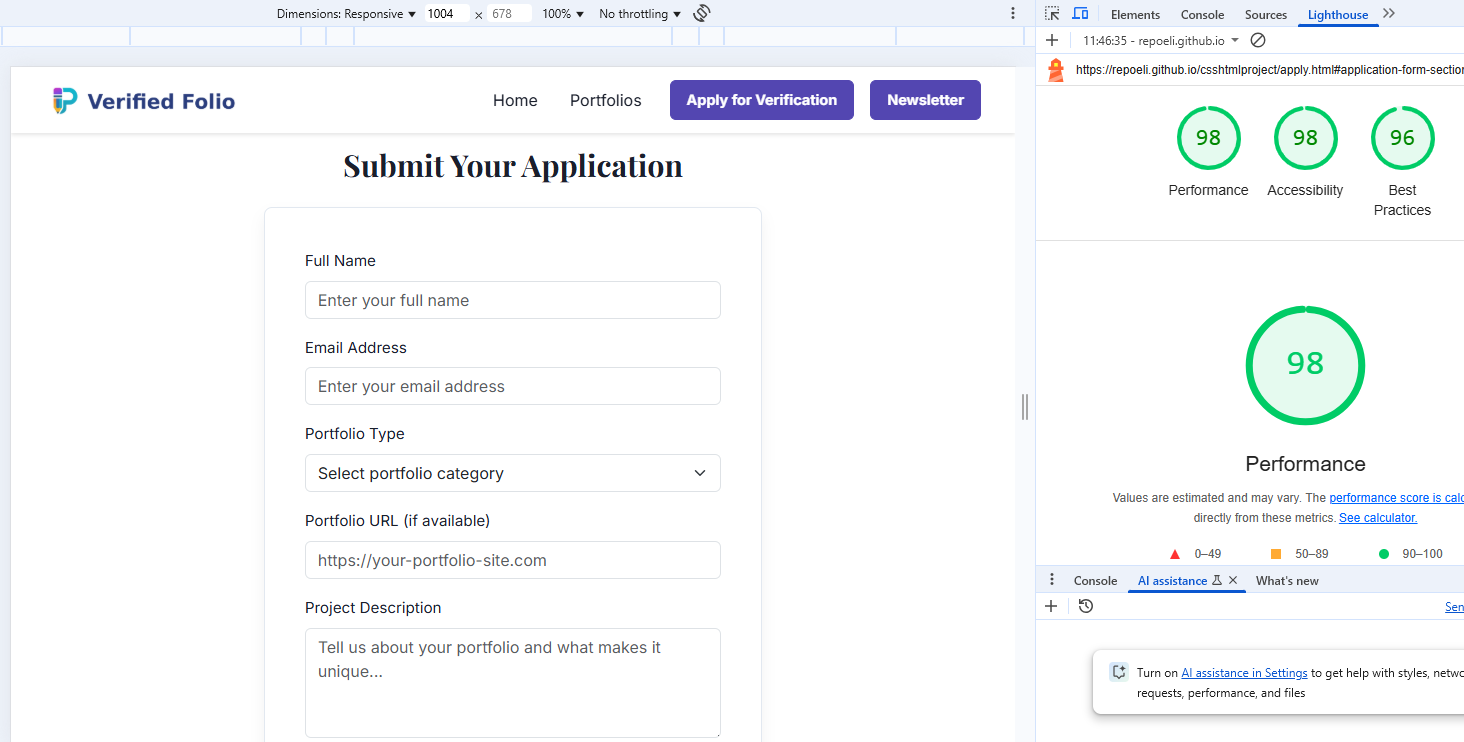 Dimensions: Responsive 1004 × 678 100% No throttling
Verified Folio
Home Portfolios Apply for Verification Newsletter
Submit Your Application
Full Name
Enter your full name
Email Address
Enter your email address
Portfolio Type
Select portfolio category
Portfolio URL (if available)
https://your-portfolio-site.com
Project Description
Tell us about your portfolio and what makes it
unique...
Elements Console Sources Lighthouse
11:46:35 - repoeli.github.io
https://repoeli.github.io/csshtmlproject/apply.html#application-form-section
98 98 96
Performance Accessibility Best
Practices
98
Performance
Values are estimated and may vary. The performance score is calc
directly from these metrics. See calculator.
0–49 50–89 90–100
Console AI assistance What's new
Sen
Turn on AI assistance in Settings to get help with styles, netwo
requests, performance, and files